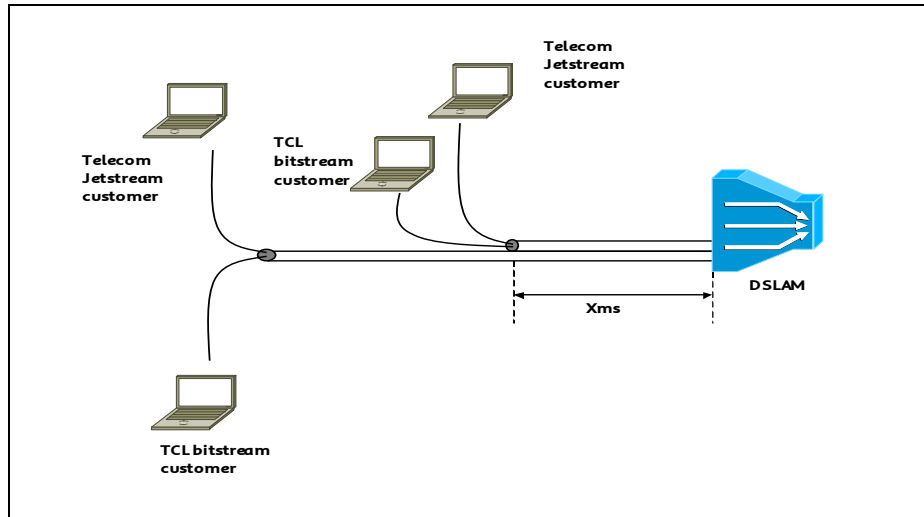 Telecom
Jetstream
customer
TCL
bitstream
customer
Telecom
Jetstream
customer
DSLAM
Xms
TCL bitstream
customer